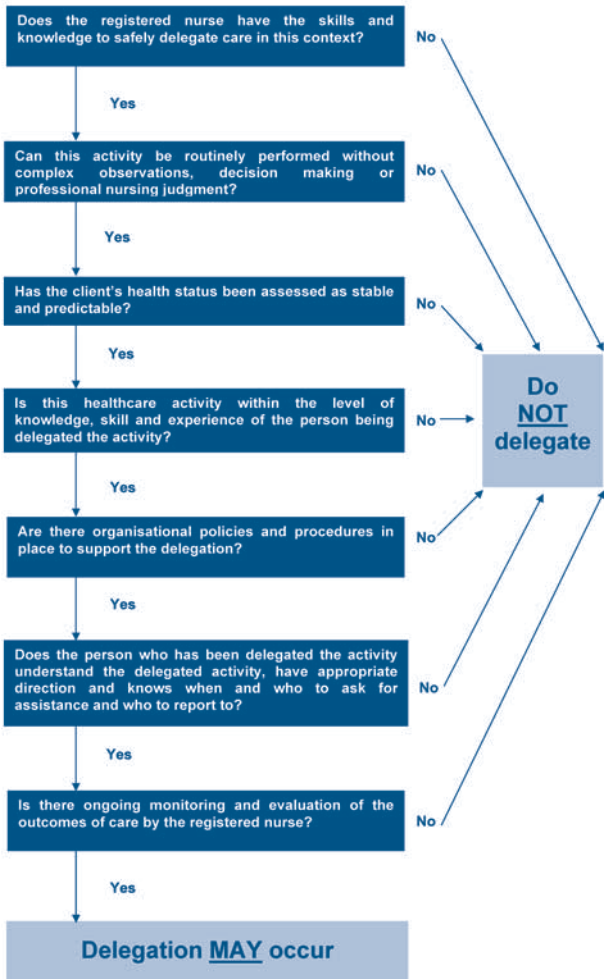 Does the registered nurse have the skills and
knowledge to safely delegate care in this context?
No
Yes
Can this activity be routinely performed without
complex observations, decision making or
professional nursing judgment?
No
Yes
Has the client's health status been assessed as stable
and predictable?
No
Yes
Is this healthcare activity within the level of
knowledge, skill and experience of the person being
delegated the activity?
No
Do
NOT
delegate
Yes
Are there organisational policies and procedures in
place to support the delegation?
No
Yes
Does the person who has been delegated the activity
understand the delegated activity, have appropriate
direction and knows when and who to ask for
assistance and who to report to?
No
Yes
Is there ongoing monitoring and evaluation of the
outcomes of care by the registered nurse?
No
Yes
Delegation MAY occur